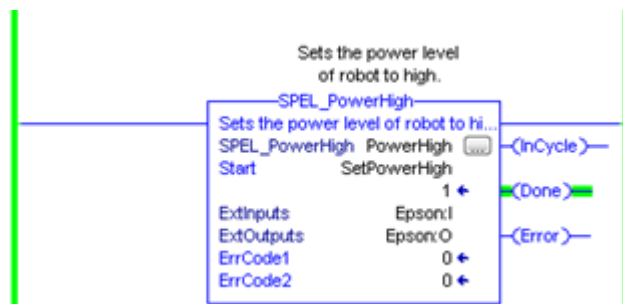 Sets the power level
of robot to high.
SPEL_PowerHigh
Sets the power level of robot to hi...
SPEL_PowerHigh PowerHigh ... (InCycle)
Start SetPowerHigh
1 (Done)
ExtInputs Epson:I
ExtOutputs Epson:O (Error)
ErrCode1 0
ErrCode2 0